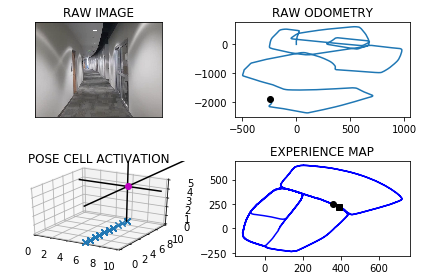 RAW IMAGE
RAW ODOMETRY
0
−1000
−2000
−500 0 500 1000
POSE CELL ACTIVATION
5
4
3
2
1
0
0 2 4 6 8 10
0 2 4 6 8 10
EXPERIENCE MAP
500
250
0
−250
0 200 400 600